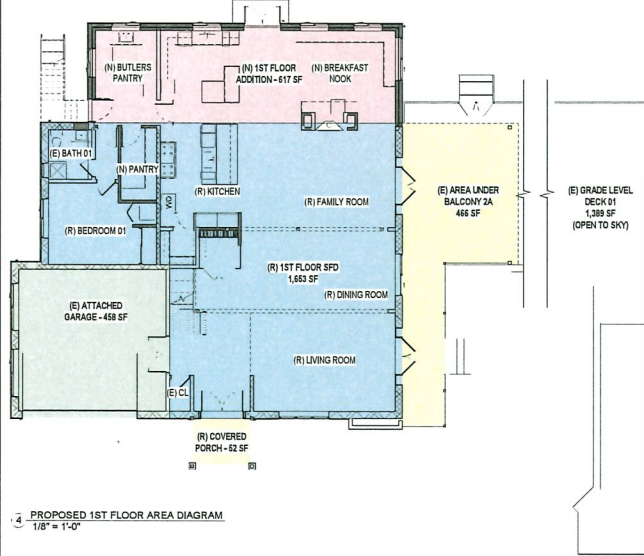 (N) BUTLERS
PANTRY
(N) 1ST FLOOR
ADDITION - 617 SF
(N) BREAKFAST
NOOK
(E) BATH 01
(N) PANTRY
(R) KITCHEN
W/D
(R) FAMILY ROOM
(E) AREA UNDER
BALCONY 2A
466 SF
(E) GRADE LEVEL
DECK 01
1,389 SF
(OPEN TO SKY)
(R) BEDROOM 01
(R) 1ST FLOOR SFD
1,653 SF
(R) DINING ROOM
(E) ATTACHED
GARAGE - 458 SF
(R) LIVING ROOM
(E) CL
(R) COVERED
PORCH - 52 SF
4 PROPOSED 1ST FLOOR AREA DIAGRAM
1/8" = 1'-0"